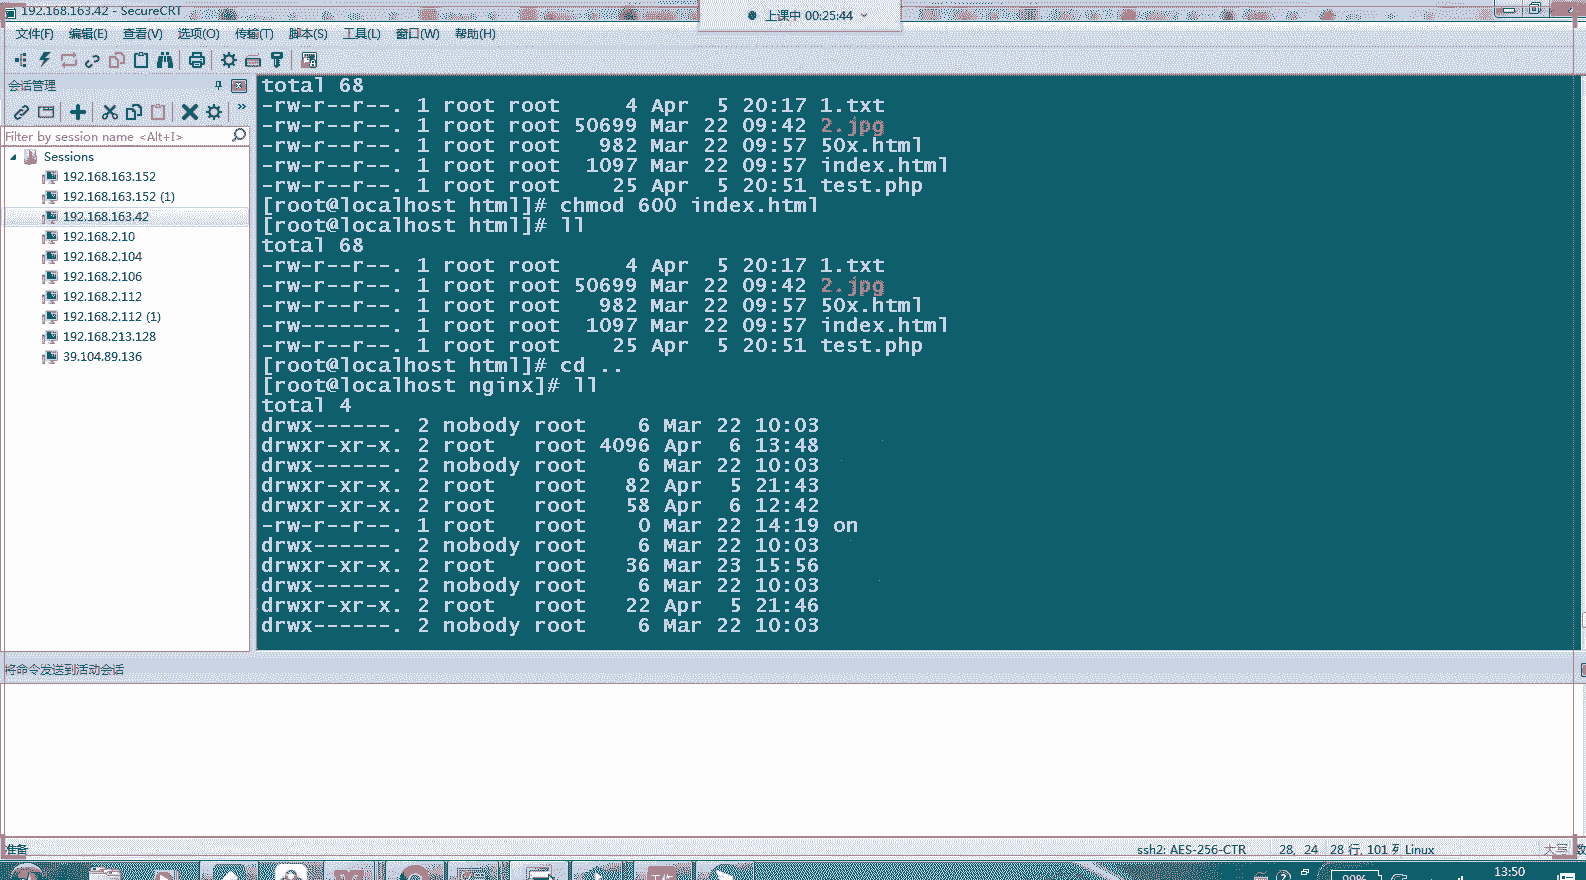 192.168.163.42 - SecureCRT
上课中 00:25:44
文件(F) 编辑(E) 查看(V) 选项(O) 传输(T) 脚本(S) 工具(L) 窗口(W) 帮助(H)
会话管理
Filter by session name <Alt+I>
Sessions
192.168.163.152
192.168.163.152 (1)
192.168.163.42
192.168.2.10
192.168.2.104
192.168.2.106
192.168.2.112
192.168.2.112 (1)
192.168.213.128
39.104.89.136
total 68
-rw-r--r--. 1 root root     4 Apr  5 20:17 1.txt
-rw-r--r--. 1 root root 50699 Mar 22 09:42 2.jpg
-rw-r--r--. 1 root root   982 Mar 22 09:57 50x.html
-rw-r--r--. 1 root root  1097 Mar 22 09:57 index.html
-rw-r--r--. 1 root root    25 Apr  5 20:51 test.php
[root@localhost html]# chmod 600 index.html
[root@localhost html]# ll
total 68
-rw-r--r--. 1 root root     4 Apr  5 20:17 1.txt
-rw-r--r--. 1 root root 50699 Mar 22 09:42 2.jpg
-rw-r--r--. 1 root root   982 Mar 22 09:57 50x.html
-rw-------. 1 root root  1097 Mar 22 09:57 index.html
-rw-r--r--. 1 root root    25 Apr  5 20:51 test.php
[root@localhost html]# cd ..
[root@localhost nginx]# ll
total 4
drwx------. 2 nobody root    6 Mar 22 10:03
drwxr-xr-x. 2 root   root 4096 Apr  6 13:48
drwx------. 2 nobody root    6 Mar 22 10:03
drwxr-xr-x. 2 root   root   82 Apr  5 21:43
drwxr-xr-x. 2 root   root   58 Apr  6 12:42
-rw-r--r--. 1 root   root    0 Mar 22 14:19 on
drwx------. 2 nobody root    6 Mar 22 10:03
drwxr-xr-x. 2 root   root   36 Mar 23 15:56
drwx------. 2 nobody root    6 Mar 22 10:03
drwxr-xr-x. 2 root   root   22 Apr  5 21:46
drwx------. 2 nobody root    6 Mar 22 10:03
将命令发送到活动会话
准备
ssh2: AES-256-CTR 28, 24 28 行, 101 列 Linux 大写 数
13:50